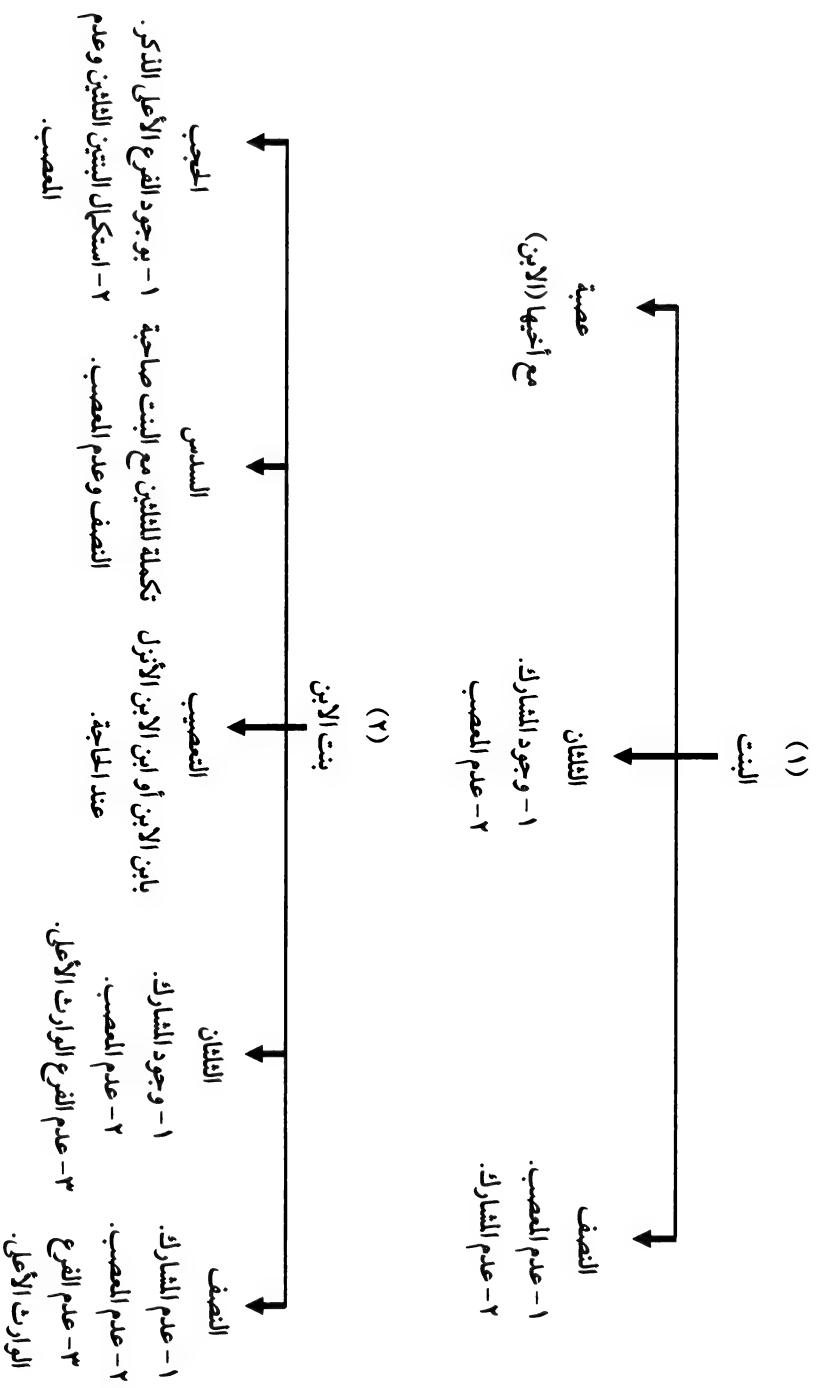 (١)
البنت
النصف
١- عدم المعصب.
٢- عدم المشارك.
الثلثان
١- وجود المشارك.
٢- عدم المعصب
عصبة
مع أخيها (الابن)
(٢)
بنت الابن
النصف
١- عدم المشارك.
٢- عدم المعصب.
٣- عدم الفرع
الوارث الأعلى.
الثلثان
١- وجود المشارك.
٢- عدم المعصب.
٣- عدم الفرع الوارث الأعلى.
التعصيب
بابن الابن أو ابن الابن الأنزل
عند الحاجة.
السدس
تكملة للثلثين مع البنت صاحبة
النصف وعدم المعصب.
الحجب
١- بوجود الفرع الأعلى الذكر.
٢- استكمال البنتين الثلثين وعدم
المعصب.